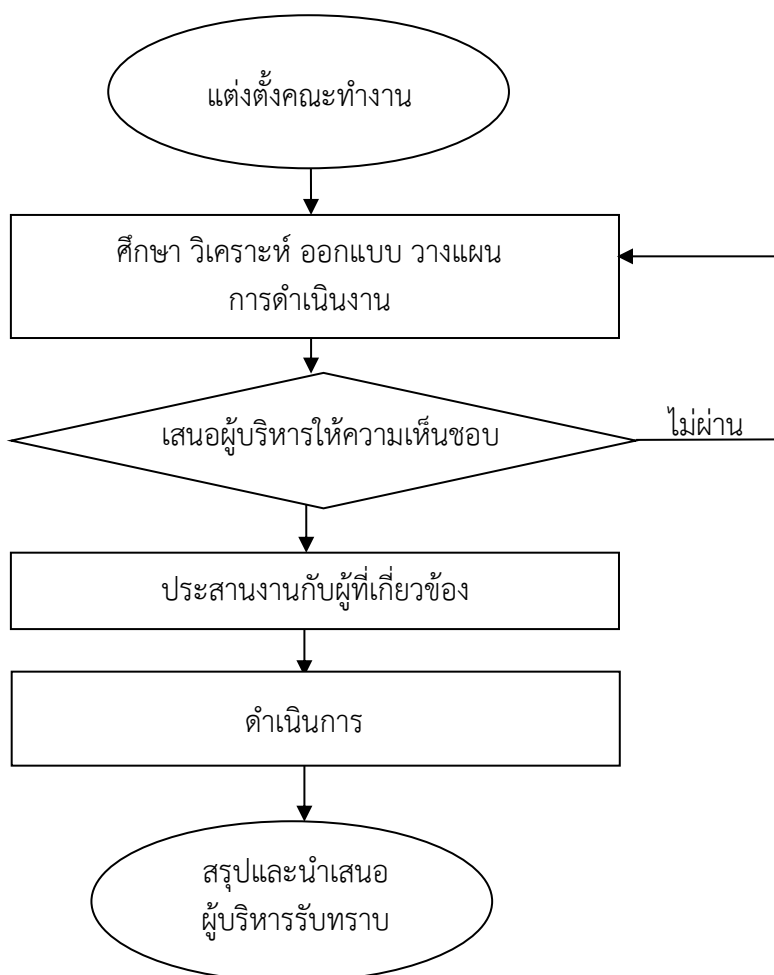 แต่งตั้งคณะทำงาน
ศึกษา วิเคราะห์ ออกแบบ วางแผน
การดำเนินงาน
เสนอผู้บริหารให้ความเห็นชอบ
ไม่ผ่าน
ประสานงานกับผู้ที่เกี่ยวข้อง
ดำเนินการ
สรุปและนำเสนอ
ผู้บริหารรับทราบ